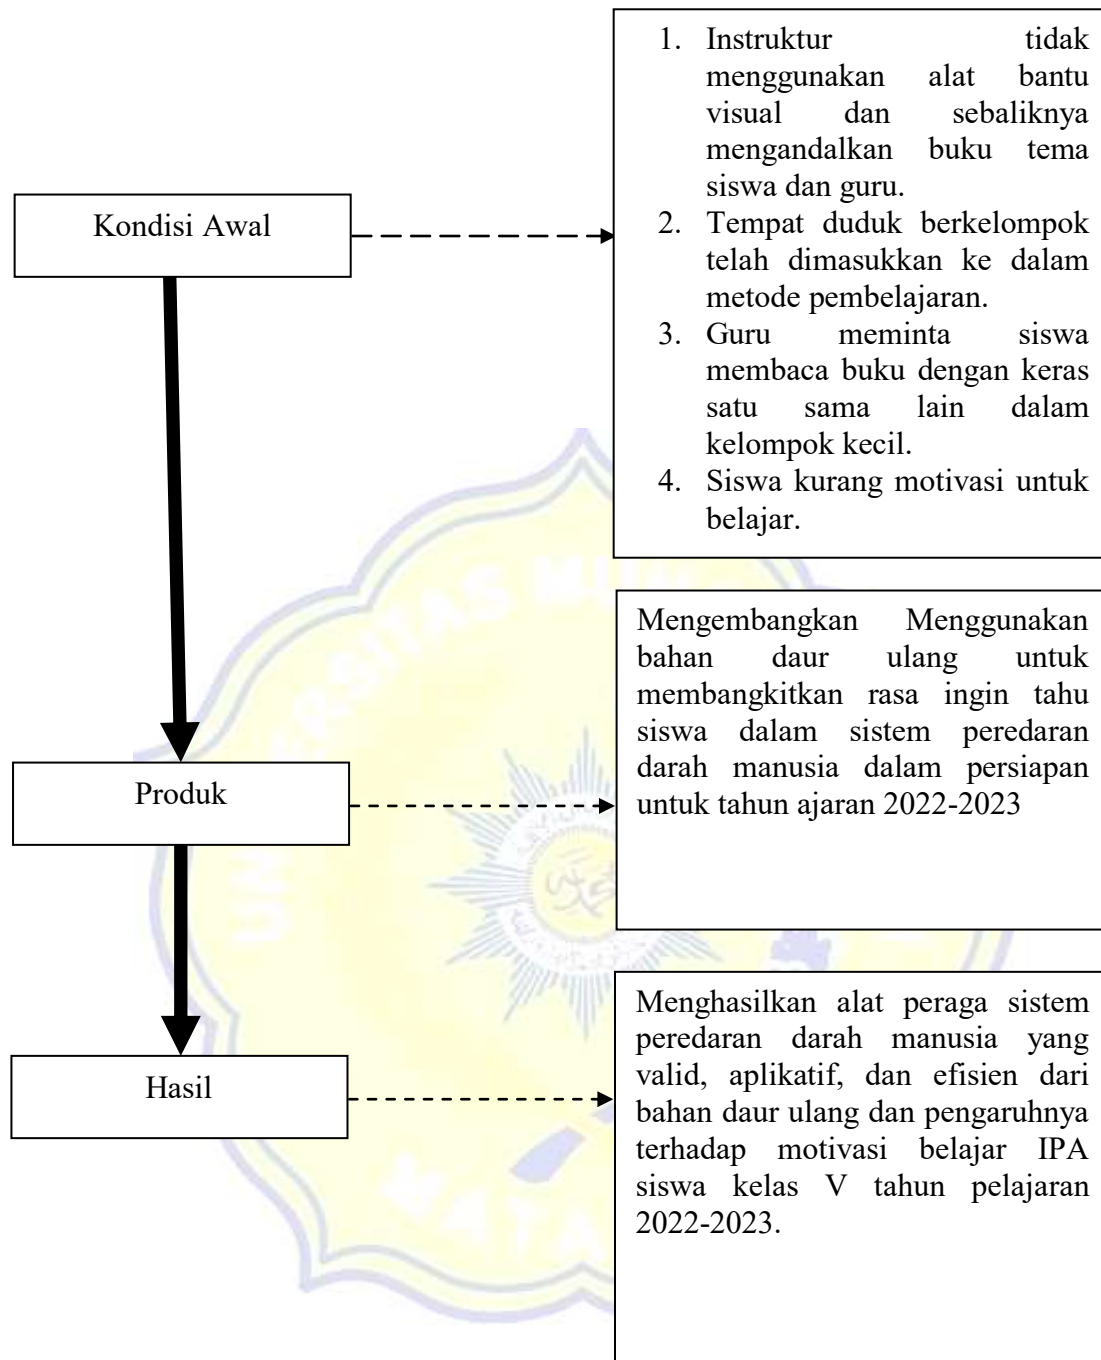 Kondisi Awal
1. Instruktur tidak
menggunakan alat bantu
visual dan sebaliknya
mengandalkan buku tema
siswa dan guru.
2. Tempat duduk berkelompok
telah dimasukkan ke dalam
metode pembelajaran.
3. Guru meminta siswa
membaca buku dengan keras
satu sama lain dalam
kelompok kecil.
4. Siswa kurang motivasi untuk
belajar.
Produk
Mengembangkan Menggunakan
bahan daur ulang untuk
membangkitkan rasa ingin tahu
siswa dalam sistem peredaran
darah manusia dalam persiapan
untuk tahun ajaran 2022-2023
Hasil
Menghasilkan alat peraga sistem
peredaran darah manusia yang
valid, aplikatif, dan efisien dari
bahan daur ulang dan pengaruhnya
terhadap motivasi belajar IPA
siswa kelas V tahun pelajaran
2022-2023.